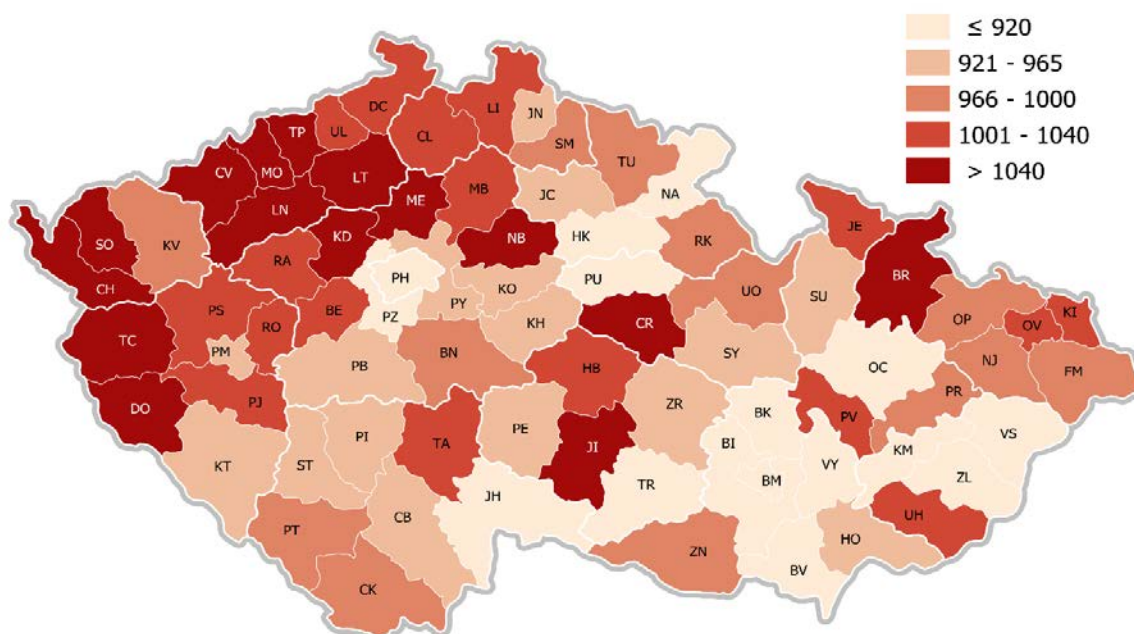 ≤ 920
921 - 965
966 - 1000
1001 - 1040
> 1040
DC
LI
TP
UL
CL
JN
SM
TU
CV
MO
LT
MB
JC
NA
LN
ME
SO
KV
KD
NB
HK
RK
JE
RA
CH
PH
KO
PU
BR
PS
RO
BE
PZ
PY
KH
CR
UO
SU
OP
KI
OV
TC
PM
PB
BN
HB
SY
OC
NJ
FM
DO
PJ
ZR
BK
PV
PR
KT
ST
PI
TA
PE
JI
BI
VY
KM
VS
JH
TR
BM
ZL
CB
PT
UH
HO
ZN
BV
CK